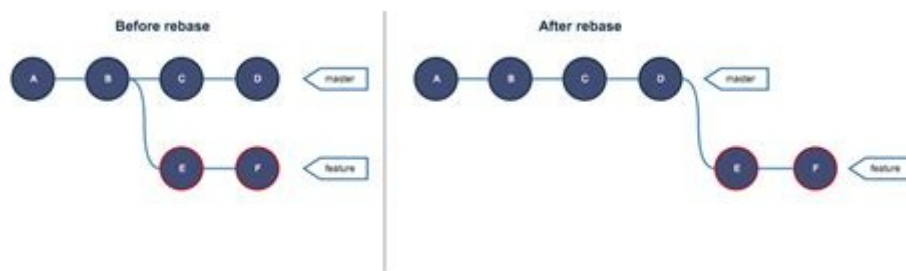 Before rebase
A B C D master
E F feature
After rebase
A B C D master
E F feature